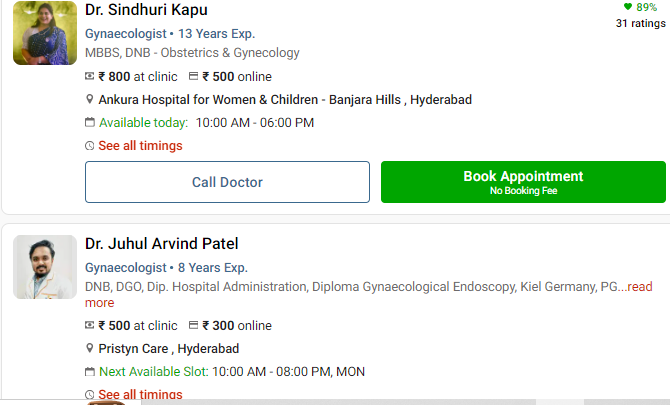 Dr. Sindhuri Kapu
89%
31 ratings
Gynaecologist • 13 Years Exp.
MBBS, DNB - Obstetrics & Gynecology
₹ 800 at clinic ₹ 500 online
Ankura Hospital for Women & Children - Banjara Hills , Hyderabad
Available today: 10:00 AM - 06:00 PM
See all timings
Call Doctor
Book Appointment
No Booking Fee
Dr. Juhul Arvind Patel
Gynaecologist • 8 Years Exp.
DNB, DGO, Dip. Hospital Administration, Diploma Gynaecological Endoscopy, Kiel Germany, PG...read
more
₹ 500 at clinic ₹ 300 online
Pristyn Care , Hyderabad
Next Available Slot: 10:00 AM - 08:00 PM, MON
See all timings